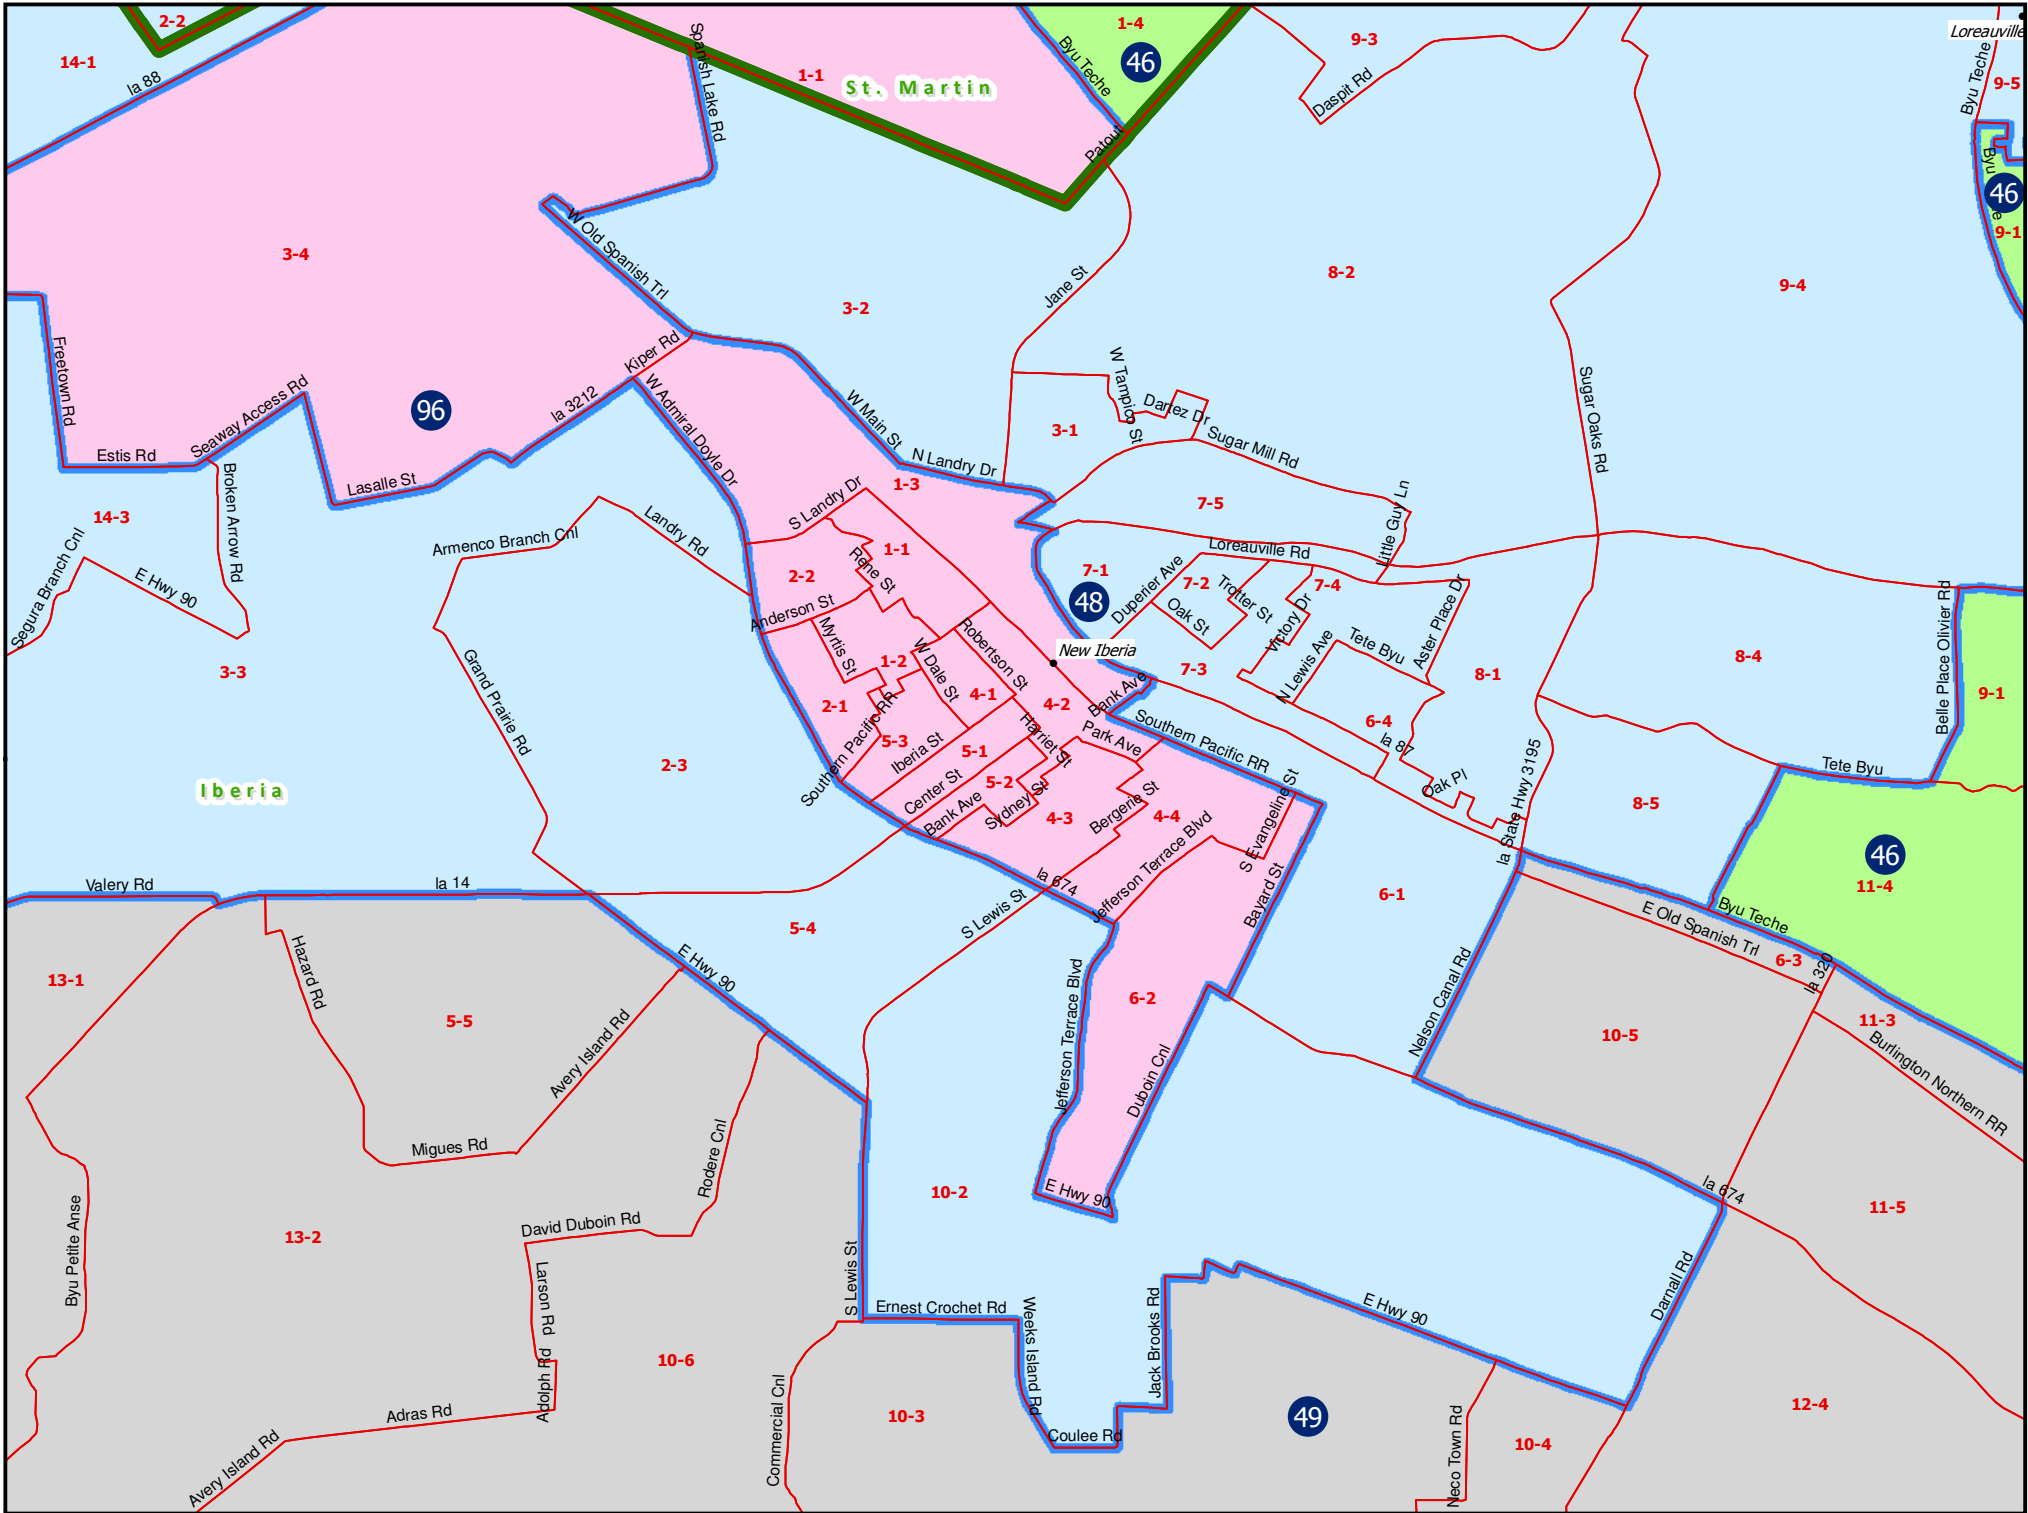 2-2
1-4
Loreauville
14-1
la 88
Spanish Lake Rd
1-1
St. Martin
Byu Teche
46
9-3
Daspit Rd
Byu Teche
9-5
Patout
Byu
46
9-1
3-4
W Old Spanish Trl
3-2
Jane St
8-2
9-4
Freetown Rd
Kiper Rd
Seaway Access Rd
96
la 3212
W Admiral Doyle Dr
W Main St
W Tampico St
Dartez Dr
3-1
Sugar Mill Rd
Sugar Oaks Rd
Estis Rd
Lasalle St
N Landry Dr
1-3
Broken Arrow Rd
S Landry Dr
7-5
Little Guy Ln
14-3
Armenco Branch Cnl
Landry Rd
1-1
Loreauville Rd
Segura Branch Cnl
E Hwy 90
2-2
Rene St
7-1
48
Duperier Ave
7-2
Trotter St
7-4
Anderson St
Oak St
Victory Dr
Aster Place Dr
Belle Place Olivier Rd
Myrtis St
Robertson St
New Iberia
N Lewis Ave
Tete Byu
3-3
Grand Prairie Rd
1-2
W Dale St
7-3
8-1
8-4
2-1
4-1
4-2
Bank Ave
9-1
Southern Pacific RR
5-3
Iberia St
5-1
Harriet St
Park Ave
Southern Pacific RR
6-4
la 87
2-3
Tete Byu
Iberia
Center St
5-2
Bank Ave
Sydney St
4-3
Bergerie St
4-4
S Evangeline St
Oak Pl
la State Hwy 3195
8-5
Jefferson Terrace Blvd
46
11-4
Valery Rd
la 14
la 674
Bayard St
6-1
Byu Teche
E Old Spanish Trl
5-4
S Lewis St
6-3
la 320
13-1
Hazard Rd
E Hwy 90
Jefferson Terrace Blvd
6-2
Nelson Canal Rd
5-5
Avery Island Rd
10-5
11-3
Burlington Northern RR
Duboin Cnl
Migues Rd
Rodere Cnl
10-2
E Hwy 90
la 674
11-5
Byu Petite Anse
13-2
David Duboin Rd
Larson Rd
S Lewis St
Ernest Crochet Rd
Weeks Island Rd
Jack Brooks Rd
E Hwy 90
Darnall Rd
Adolph Rd
10-6
Commercial Cnl
10-3
49
12-4
Adras Rd
Coulee Rd
Neco Town Rd
10-4
Avery Island Rd